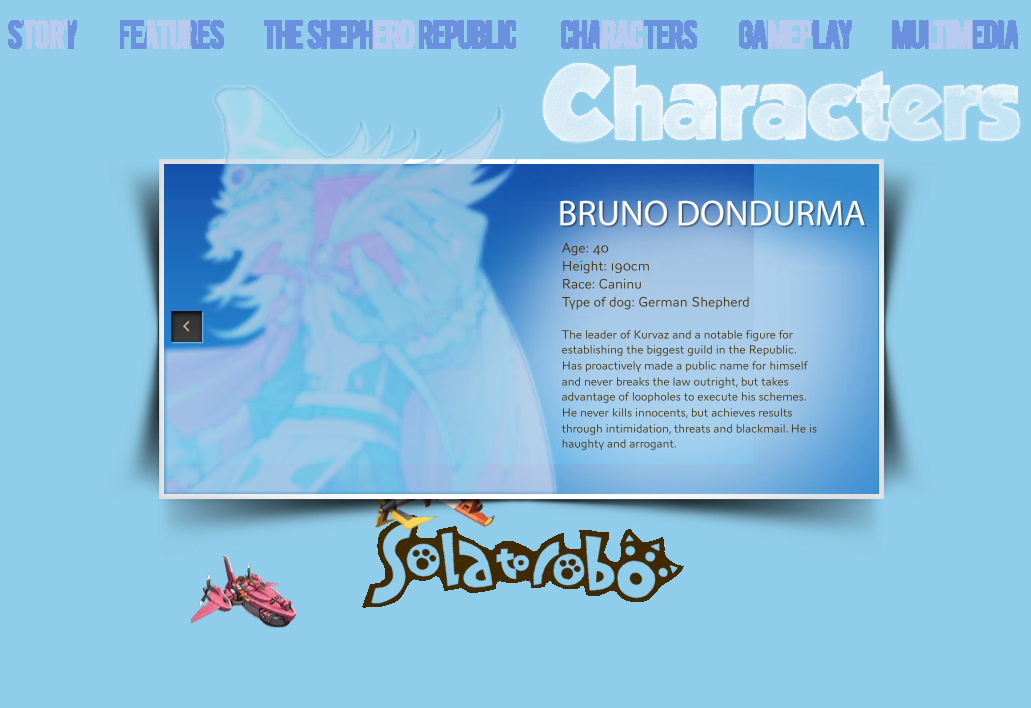 STORY FEATURES THE SHEPHERD REPUBLIC CHARACTERS GAMEPLAY MULTIMEDIA
Characters
BRUNO DONDURMA
Age: 40
Height: 190cm
Race: Caninu
Type of dog: German Shepherd
The leader of Kurvaz and a notable figure for
establishing the biggest guild in the Republic.
Has proactively made a public name for himself
and never breaks the law outright, but takes
advantage of loopholes to execute his schemes.
He never kills innocents, but achieves results
through intimidation, threats and blackmail. He is
haughty and arrogant.
Solatorobo